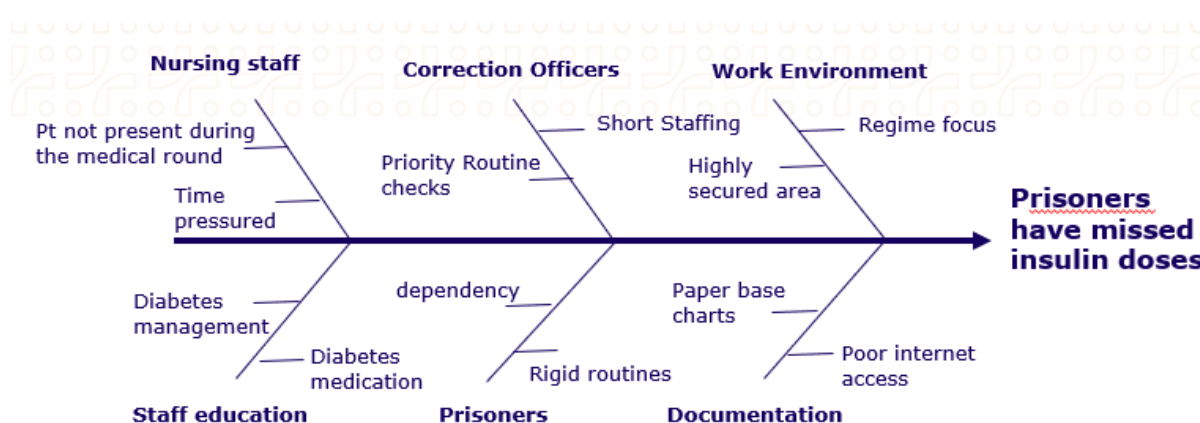 Nursing staff
Correction Officers
Work Environment
Pt not present during
the medical round
Time
pressured
Priority Routine
checks
Short Staffing
Highly
secured area
Regime focus
Prisoners
have missed
insulin doses
Diabetes
management
Diabetes
medication
dependency
Rigid routines
Paper base
charts
Poor internet
access
Staff education
Prisoners
Documentation